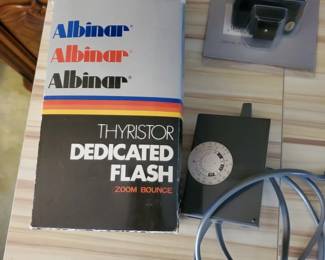 Albinar®
Albinar®
Albinar®
THYRISTOR
DEDICATED
FLASH
ZOOM BOUNCE